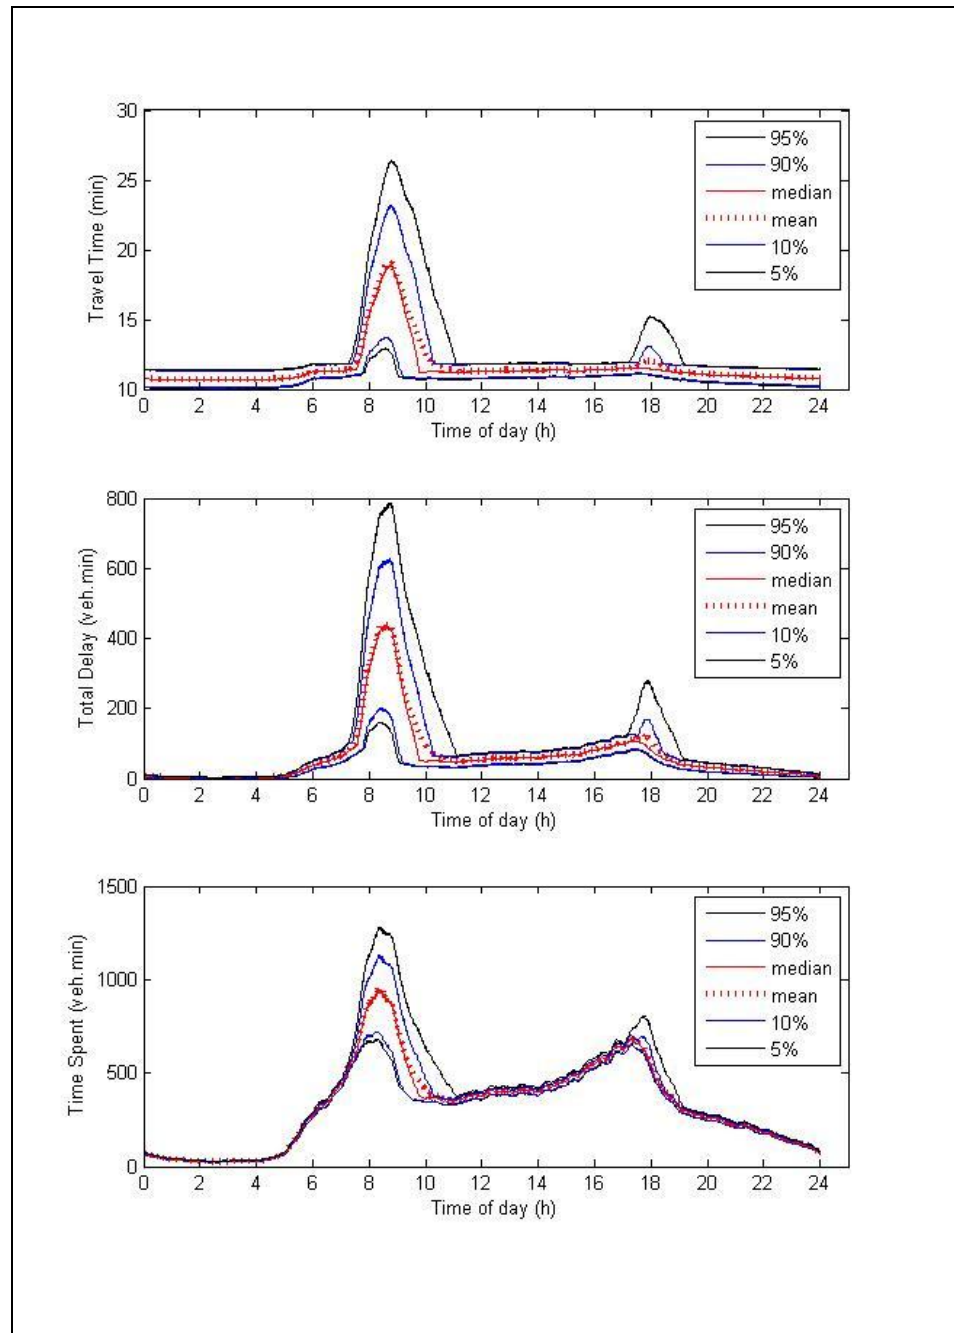 30
25
20
15
10
Travel Time (min)
95%
90%
median
mean
10%
5%
0 2 4 6 8 10 12 14 16 18 20 22 24
Time of day (h)
800
600
400
200
0
Total Delay (veh.min)
95%
90%
median
mean
10%
5%
0 2 4 6 8 10 12 14 16 18 20 22 24
Time of day (h)
1500
1000
500
0
Time Spent (veh.min)
95%
90%
median
mean
10%
5%
0 2 4 6 8 10 12 14 16 18 20 22 24
Time of day (h)